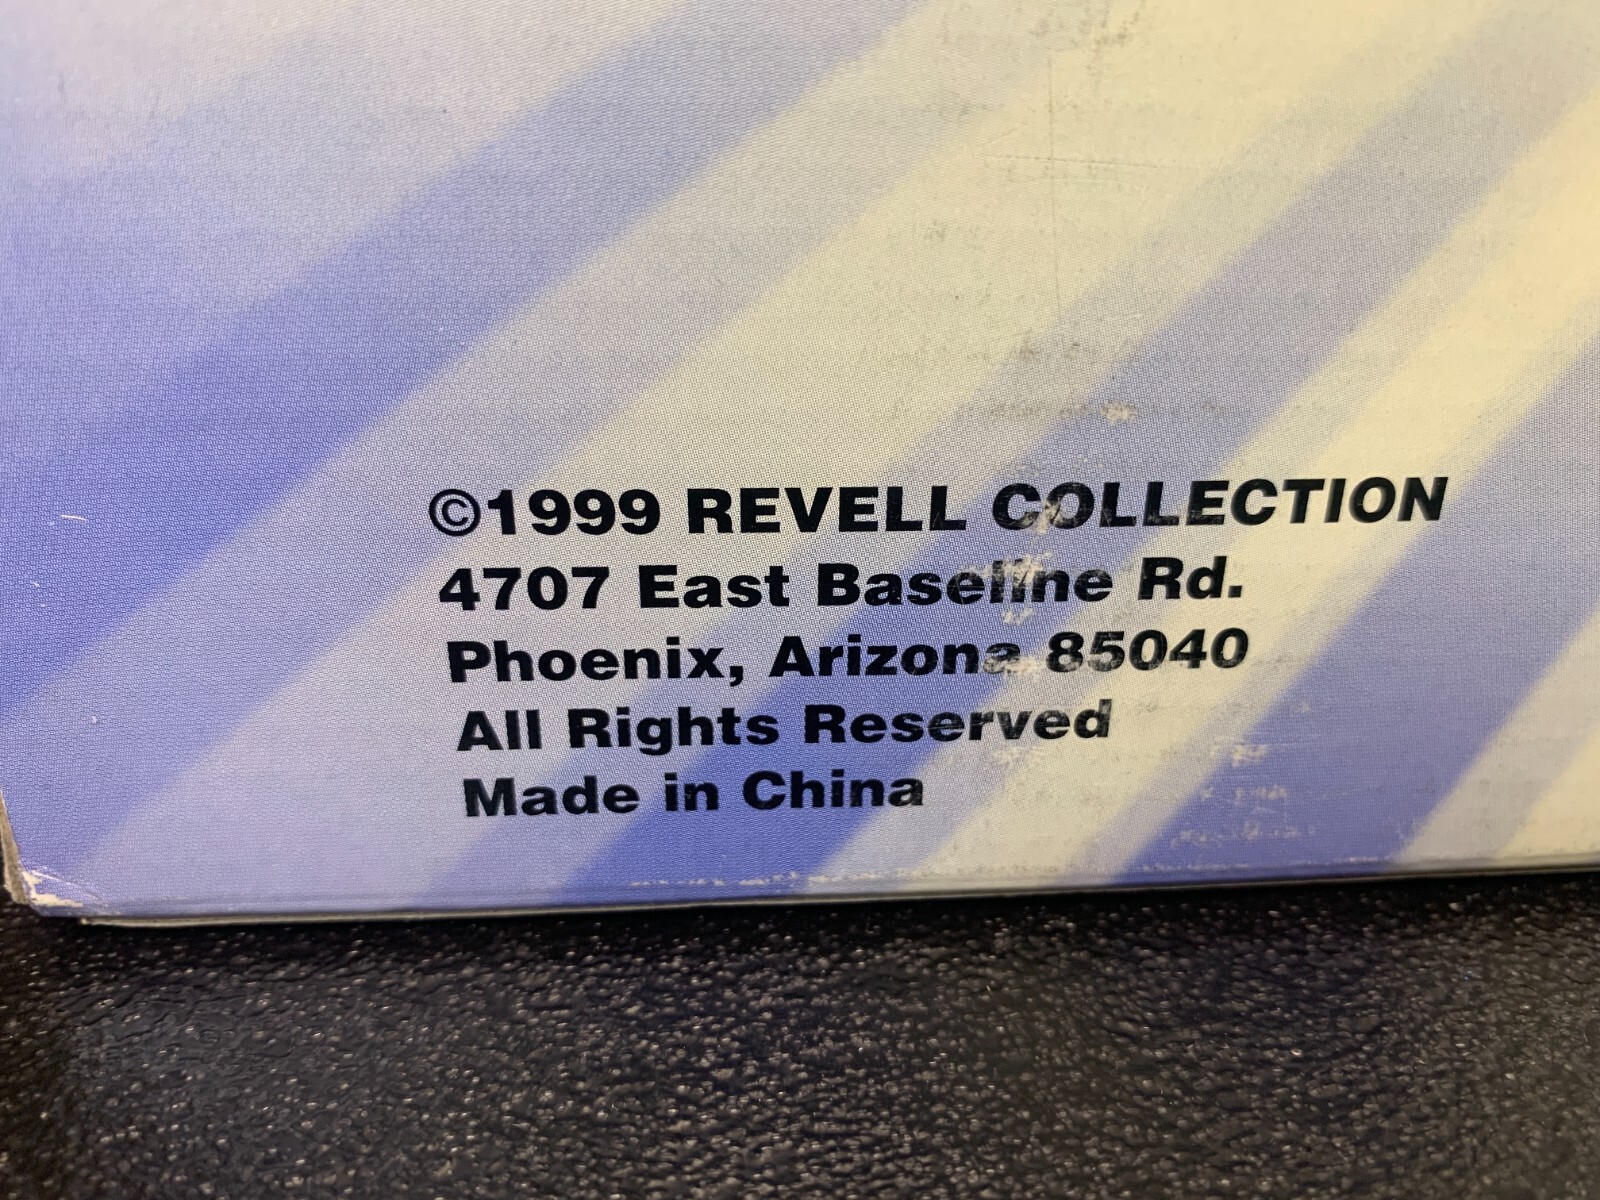 ©1999 REVELL COLLECTION
4707 East Baseline Rd.
Phoenix, Arizona 85040
All Rights Reserved
Made in China